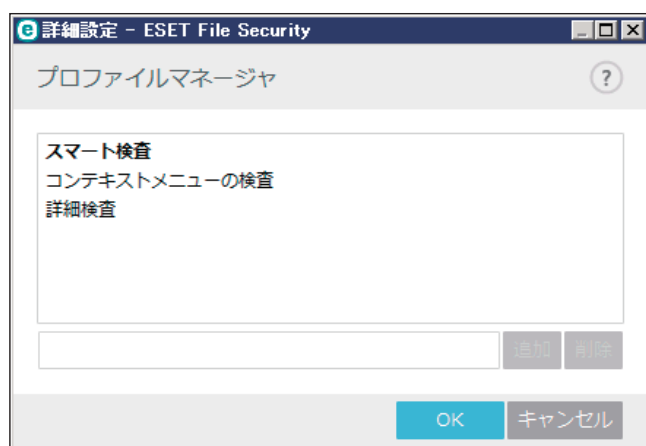 e 詳細設定 - ESET File Security
プロファイルマネージャ ?
スマート検査
コンテキストメニューの検査
詳細検査
追加 削除
OK キャンセル